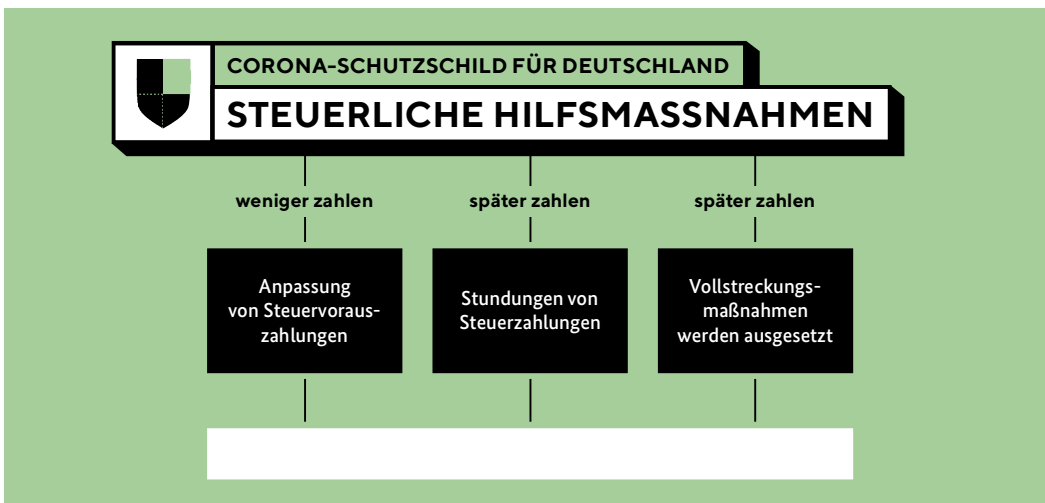 CORONA-SCHUTZSCHILD FÜR DEUTSCHLAND
STEUERLICHE HILFSMASSNAHMEN
weniger zahlen
später zahlen
später zahlen
Anpassung
von Steuervoraus-
zahlungen
Stundungen von
Steuerzahlungen
Vollstreckungs-
maßnahmen
werden ausgesetzt